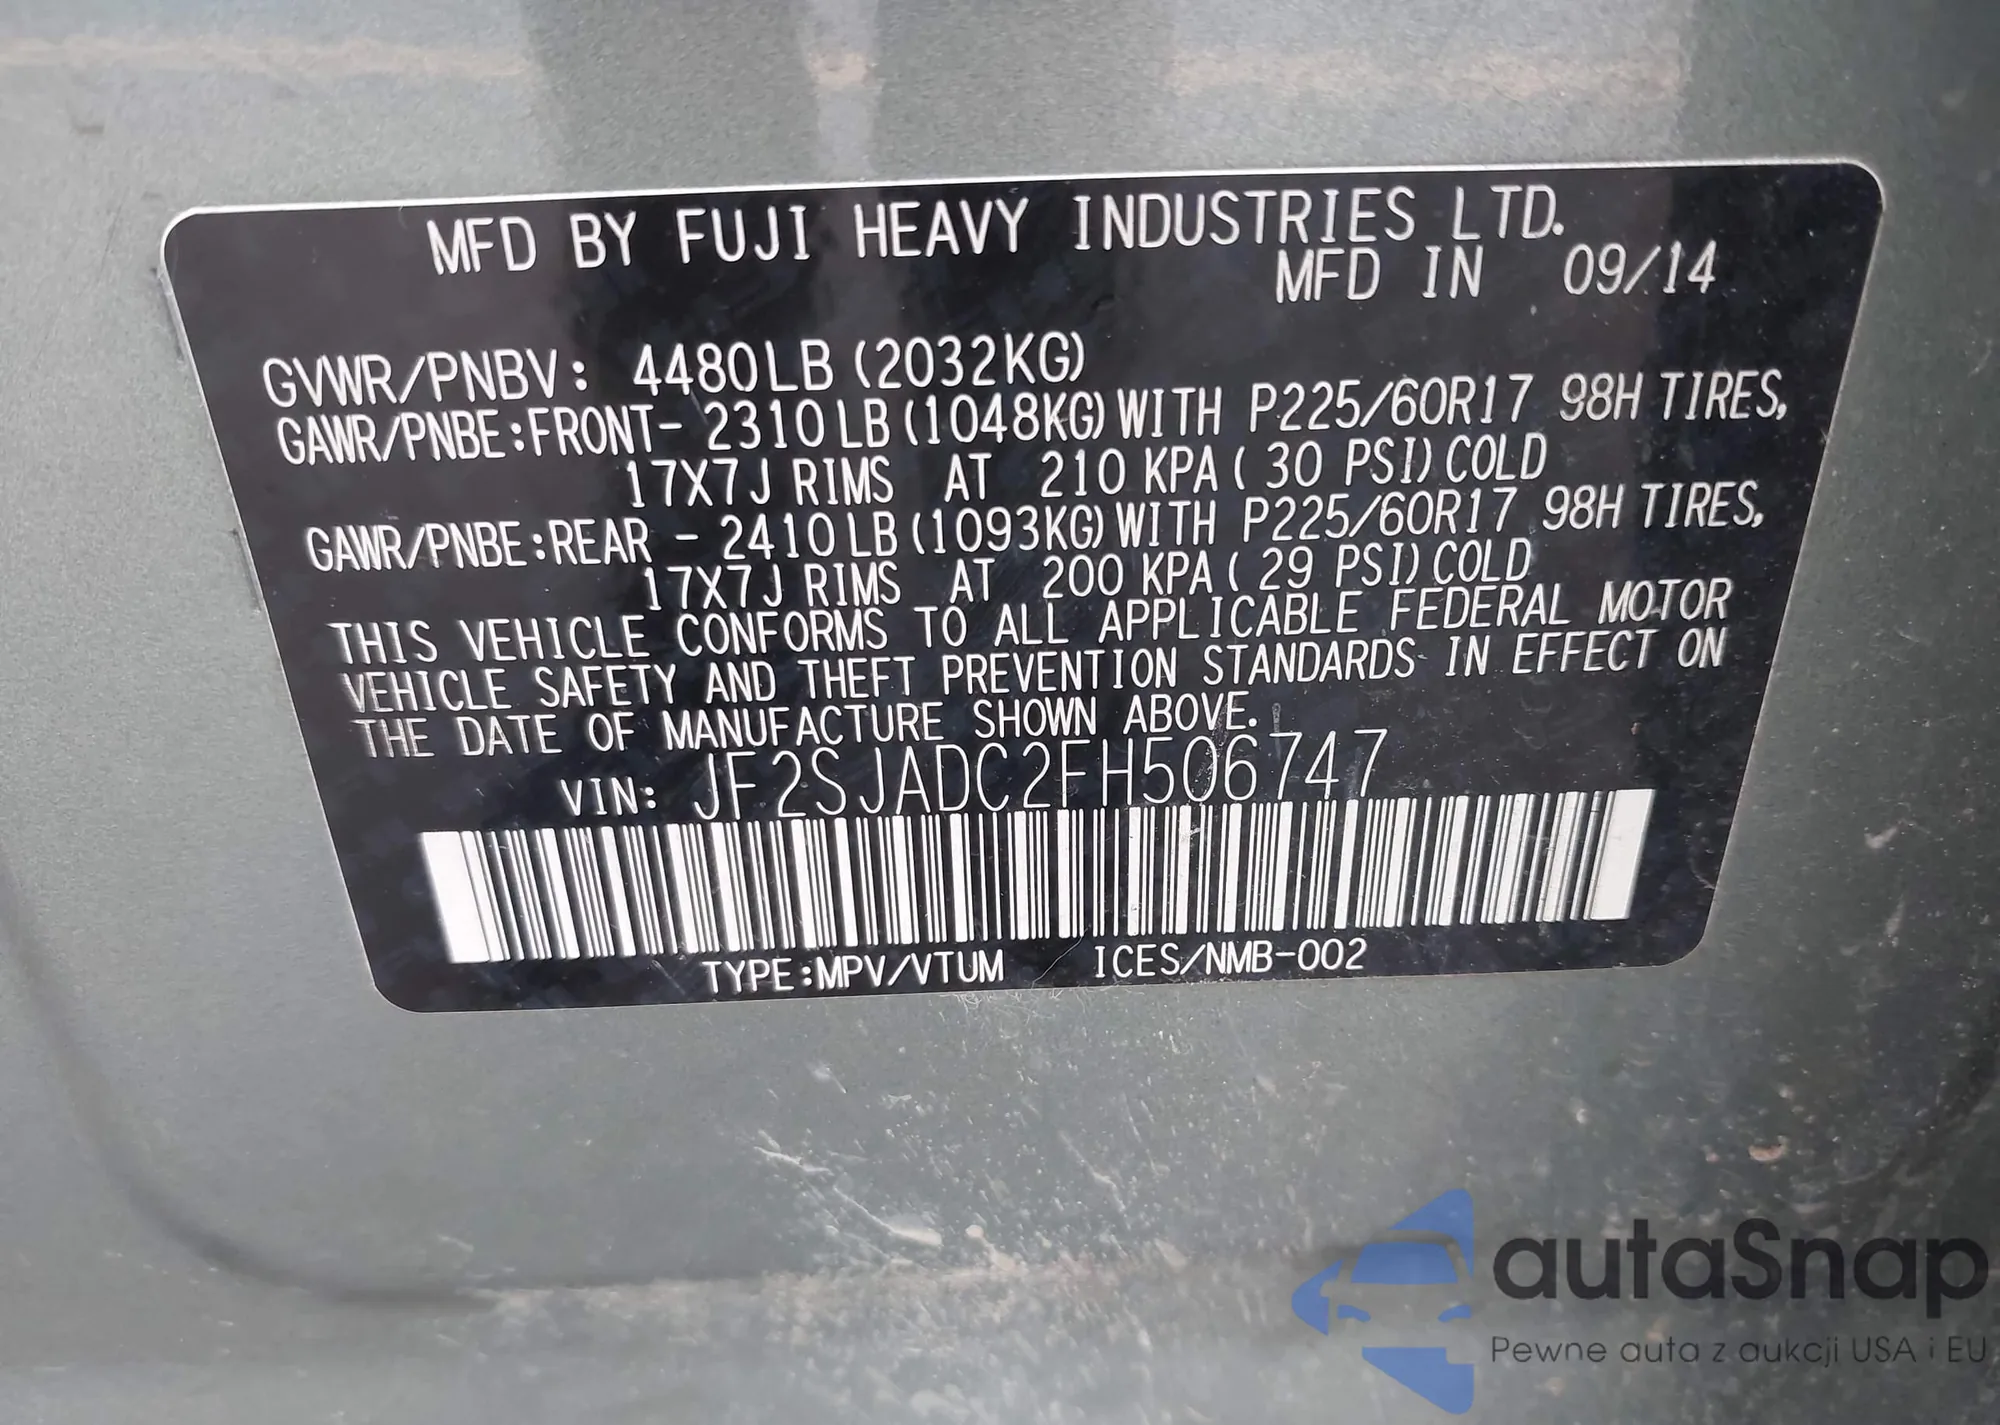 MFD BY FUJI HEAVY INDUSTRIES LTD.
MFD IN 09/14
GVWR/PNBV: 4480LB (2032KG)
GAWR/PNBE:FRONT- 2310LB (1048KG) WITH P225/60R17 98H TIRES,
17X7J RIMS AT 210 KPA ( 30 PSI) COLD
GAWR/PNBE:REAR - 2410LB (1093KG) WITH P225/60R17 98H TIRES,
17X7J RIMS AT 200 KPA ( 29 PSI) COLD
THIS VEHICLE CONFORMS TO ALL APPLICABLE FEDERAL MOTOR
VEHICLE SAFETY AND THEFT PREVENTION STANDARDS IN EFFECT ON
THE DATE OF MANUFACTURE SHOWN ABOVE.
VIN: JF2SJADC2FH506747
TYPE:MPV/VTUM ICES/NMB-002
autaSnap
Pewne auta z aukcji USA i EU